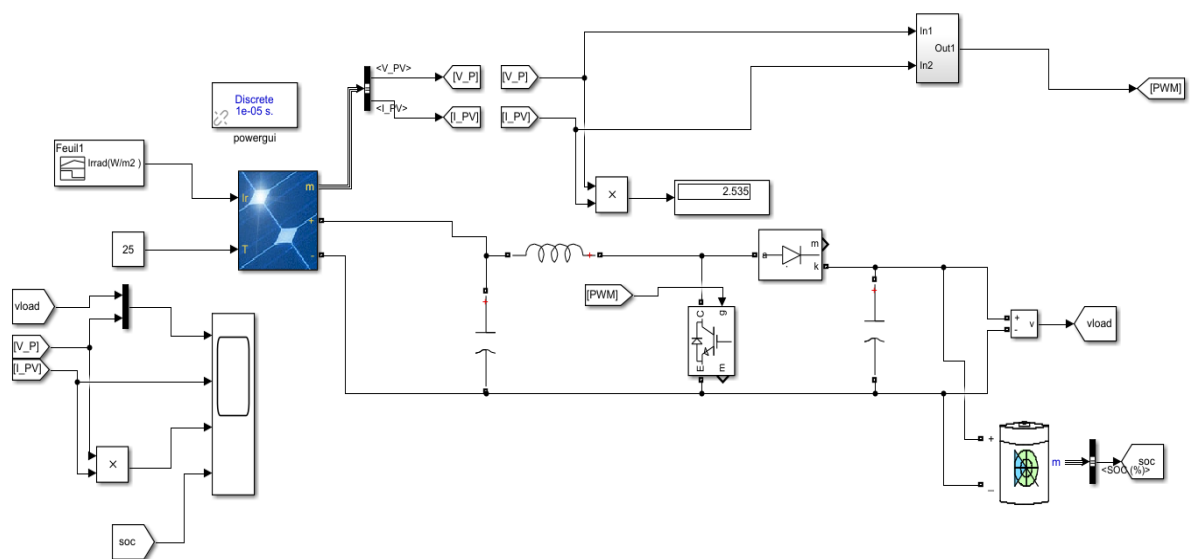 <V_PV>
[V_P]
[V_P]
In1
Out1
In2
[PWM]
Discrete
1e-05 s.
powergui
<I_PV>
[I_PV]
[I_PV]
Feuil1
Irrad(W/m2 )
Ir
m
+
T
-
×
2.535
25
+
a
m
k
[PWM]
g
C
E
m
+
+
+
-
v
vload
vload
[V_P]
[I_PV]
×
soc
+
_
m
<SOC (%)>
soc